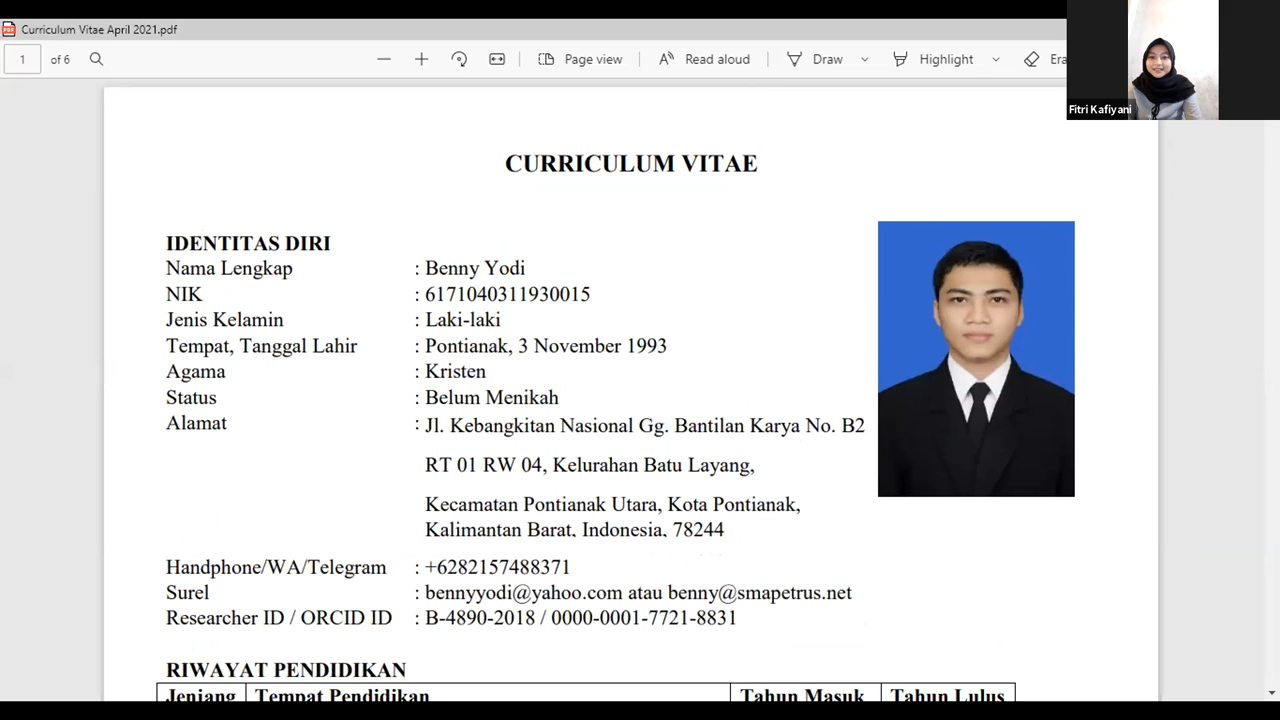 Curriculum Vitae April 2021.pdf
1 of 6
Page view
Read aloud
Draw
Highlight
Era
Fitri Kafiyani
CURRICULUM VITAE
IDENTITAS DIRI
Nama Lengkap : Benny Yodi
NIK : 6171040311930015
Jenis Kelamin : Laki-laki
Tempat, Tanggal Lahir : Pontianak, 3 November 1993
Agama : Kristen
Status : Belum Menikah
Alamat : Jl. Kebangkitan Nasional Gg. Bantilan Karya No. B2
RT 01 RW 04, Kelurahan Batu Layang,
Kecamatan Pontianak Utara, Kota Pontianak,
Kalimantan Barat, Indonesia, 78244
Handphone/WA/Telegram : +6282157488371
Surel : bennyyodi@yahoo.com atau benny@smapetrus.net
Researcher ID / ORCID ID : B-4890-2018 / 0000-0001-7721-8831
RIWAYAT PENDIDIKAN
Jenjang Tempat Pendidikan Tahun Masuk Tahun Lulus